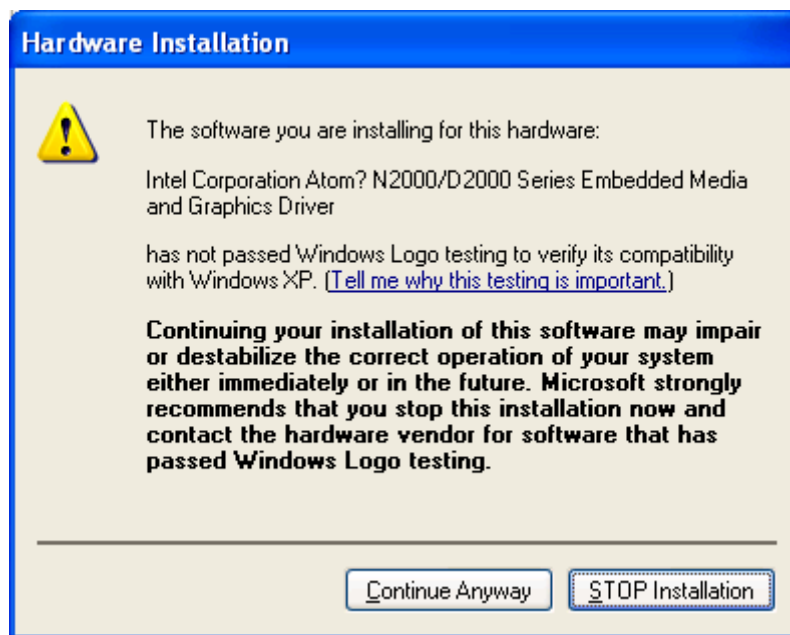 Hardware Installation
The software you are installing for this hardware:
Intel Corporation Atom? N2000/D2000 Series Embedded Media
and Graphics Driver
has not passed Windows Logo testing to verify its compatibility
with Windows XP. (Tell me why this testing is important.)
Continuing your installation of this software may impair
or destabilize the correct operation of your system
either immediately or in the future. Microsoft strongly
recommends that you stop this installation now and
contact the hardware vendor for software that has
passed Windows Logo testing.
Continue Anyway
STOP Installation